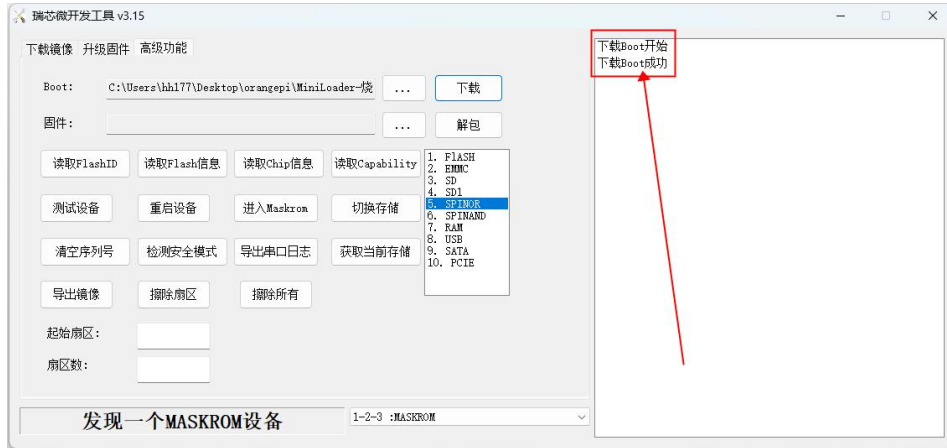 瑞芯微开发工具 v3.15
下载镜像 升级固件 高级功能
Boot: C:\Users\hh177\Desktop\orangepi\MiniLoader-烧 ... 下载
固件: ... 解包
读取FlashID 读取Flash信息 读取Chip信息 读取Capability
测试设备 重启设备 进入Maskrom 切换存储
清空序列号 检测安全模式 导出串口日志 获取当前存储
导出镜像 擦除扇区 擦除所有
1. FlASH
2. EMMC
3. SD
4. SD1
5. SPINOR
6. SPINAND
7. RAM
8. USB
9. SATA
10. PCIE
起始扇区:
扇区数:
发现一个MASKROM设备
1-2-3 :MASKROM
下载Boot开始
下载Boot成功